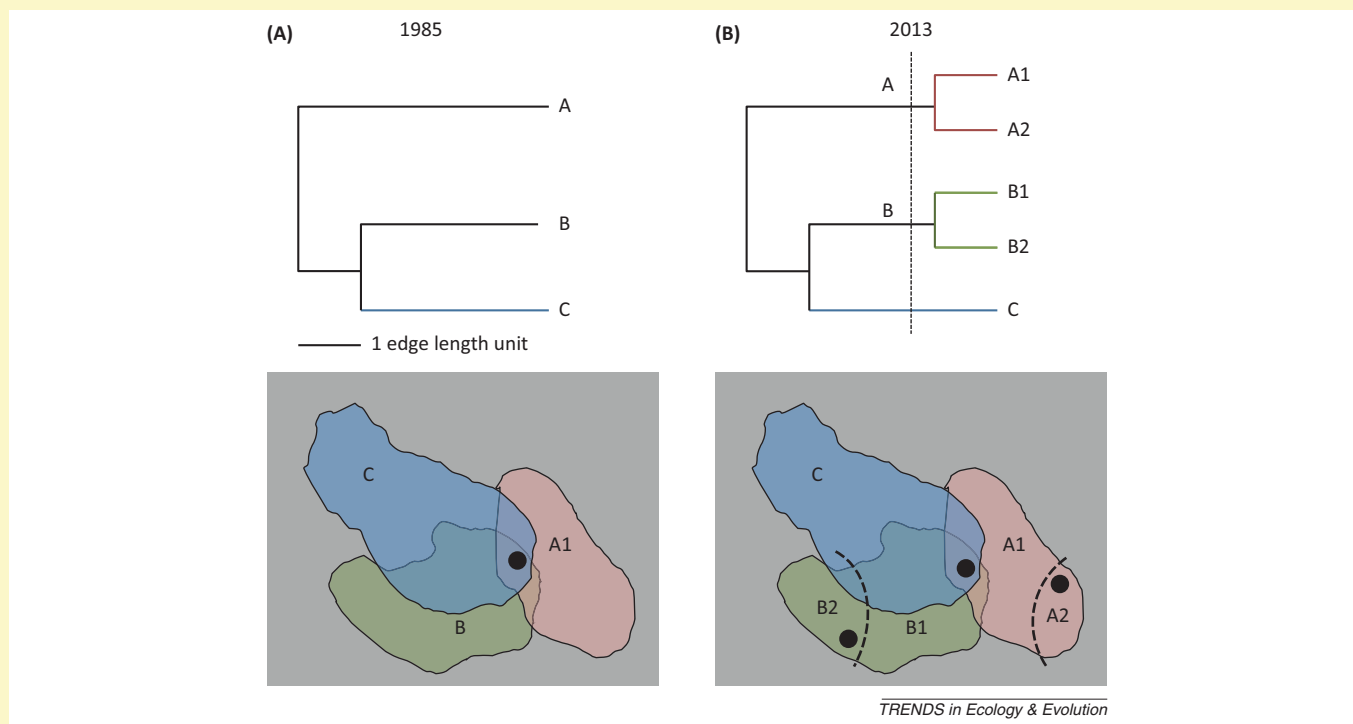 (A) 1985
A
B
C
1 edge length unit
C
A1
B
(B) 2013
A
A1
A2
B
B1
B2
C
C
A1
B2
B1
A2
TRENDS in Ecology & Evolution